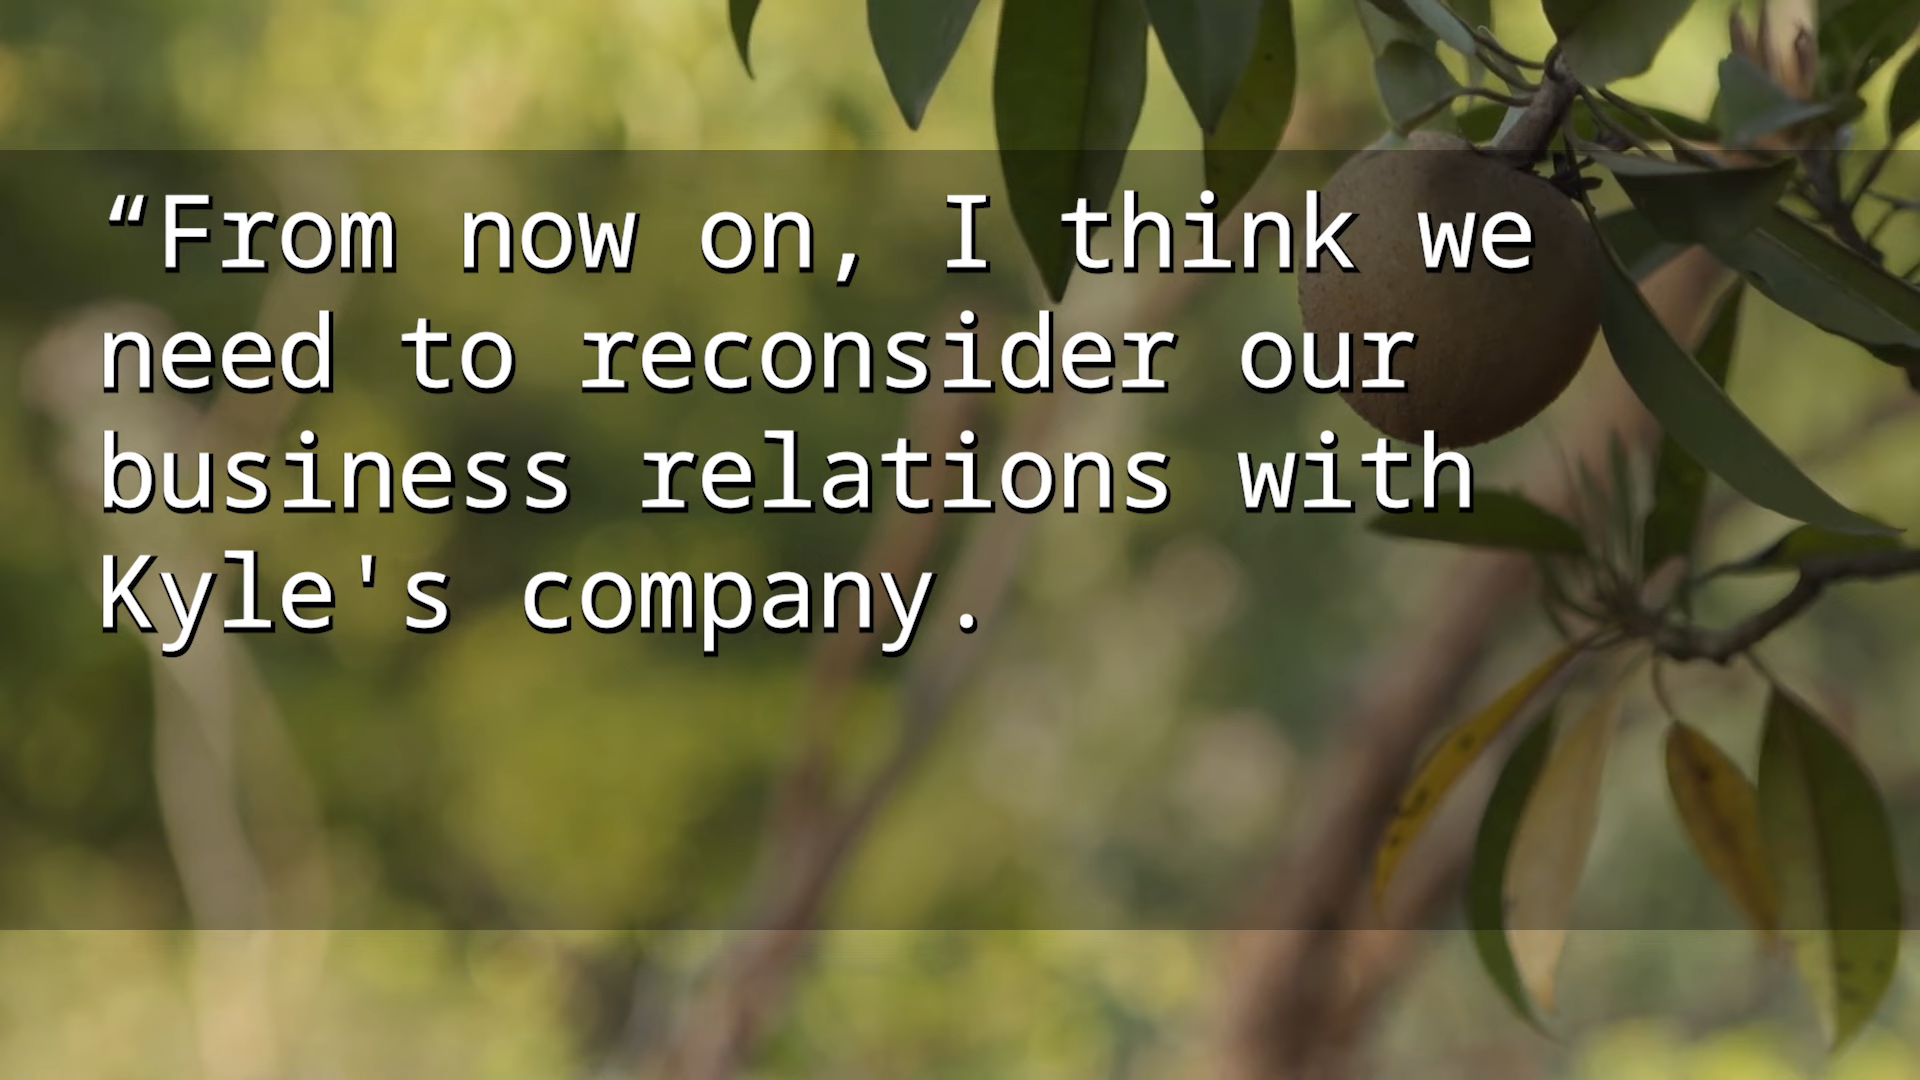 “From now on, I think we
need to reconsider our
business relations with
Kyle's company.